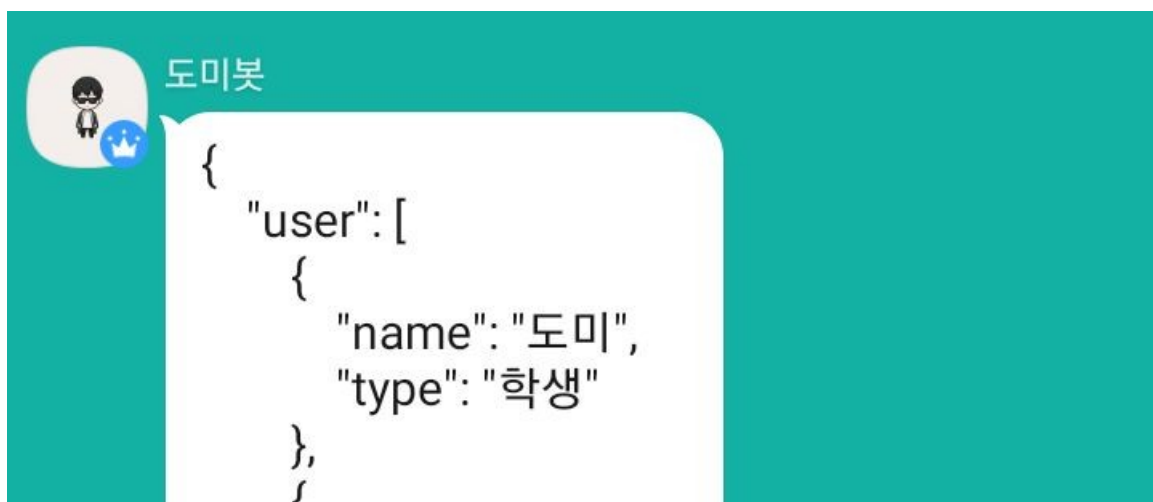 도미봇
{
"user": [
{
"name": "도미",
"type": "학생"
},
{